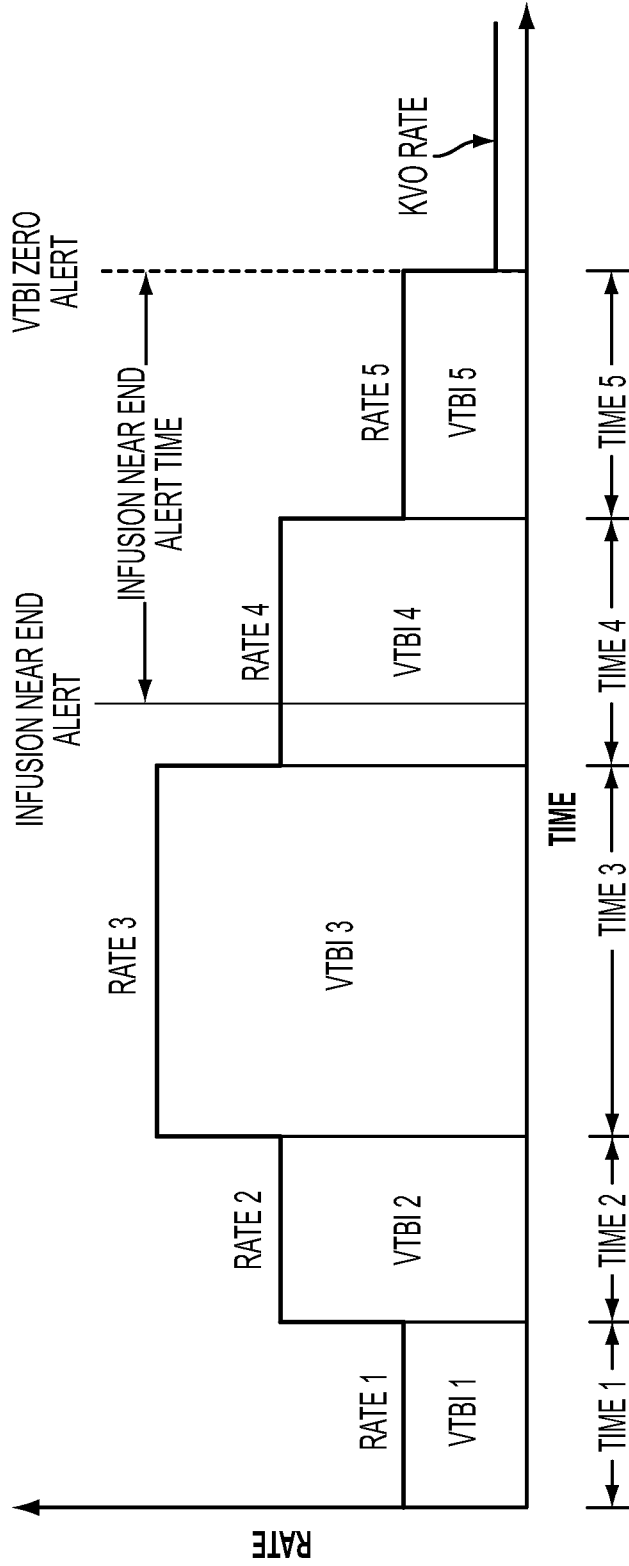 RATE
INFUSION NEAR END
ALERT
VTBI ZERO
ALERT
INFUSION NEAR END
ALERT TIME
RATE 1
RATE 2
RATE 3
RATE 4
RATE 5
KVO RATE
VTBI 1
VTBI 2
VTBI 3
VTBI 4
VTBI 5
TIME
TIME 1
TIME 2
TIME 3
TIME 4
TIME 5